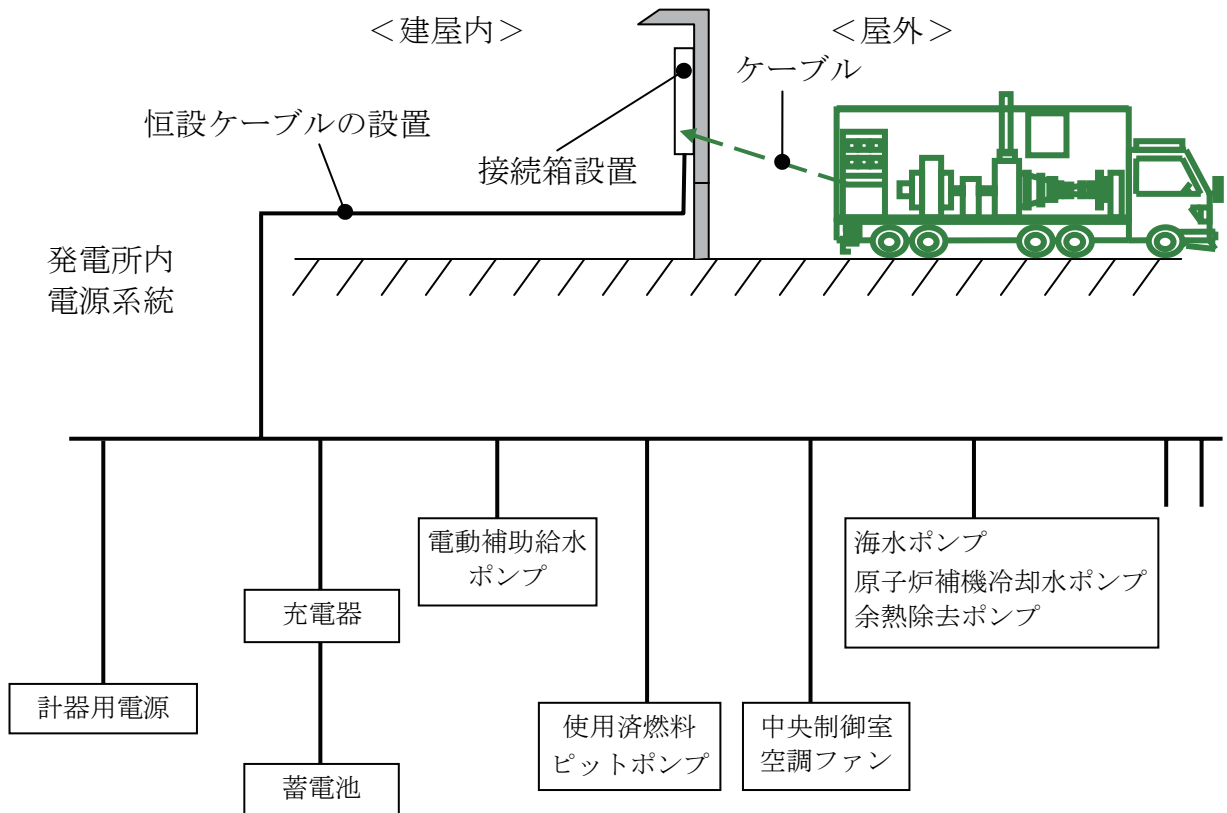 ＜建屋内＞
＜屋外＞
ケーブル
恒設ケーブルの設置
接続箱設置
発電所内
電源系統
電動補助給水
ポンプ
海水ポンプ
原子炉補機冷却水ポンプ
余熱除去ポンプ
充電器
計器用電源
使用済燃料
ピットポンプ
中央制御室
空調ファン
蓄電池